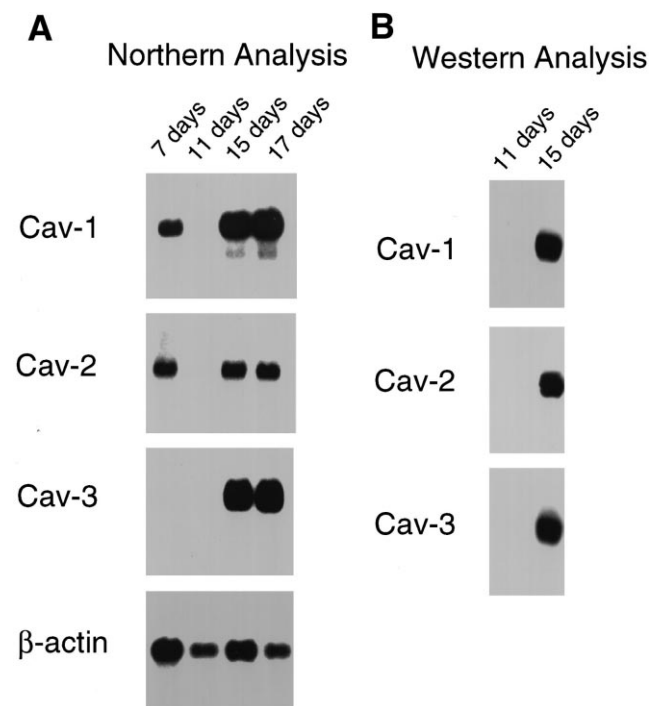 A
Northern Analysis
7 days
11 days
15 days
17 days
Cav-1
Cav-2
Cav-3
β-actin
B
Western Analysis
11 days
15 days
Cav-1
Cav-2
Cav-3